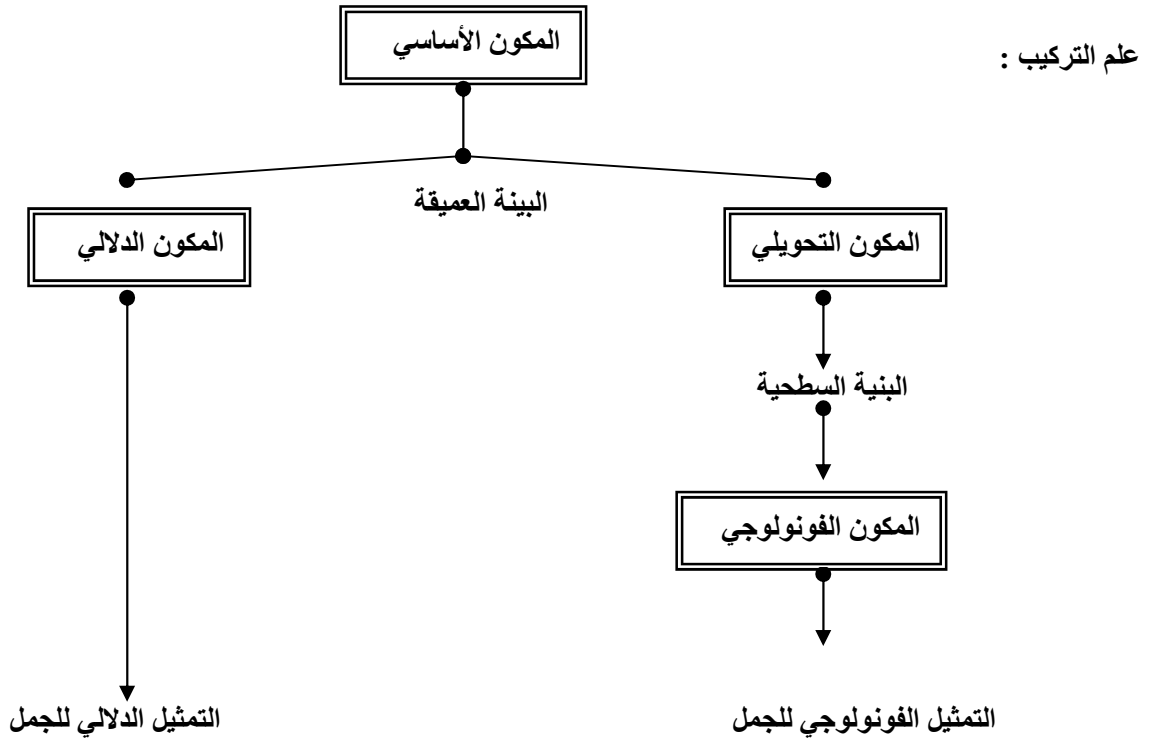 علم التركيب :
المكون الأساسي
البينة العميقة
المكون التحويلي
المكون الدلالي
البنية السطحية
المكون الفونولوجي
التمثيل الفونولوجي للجمل
التمثيل الدلالي للجمل